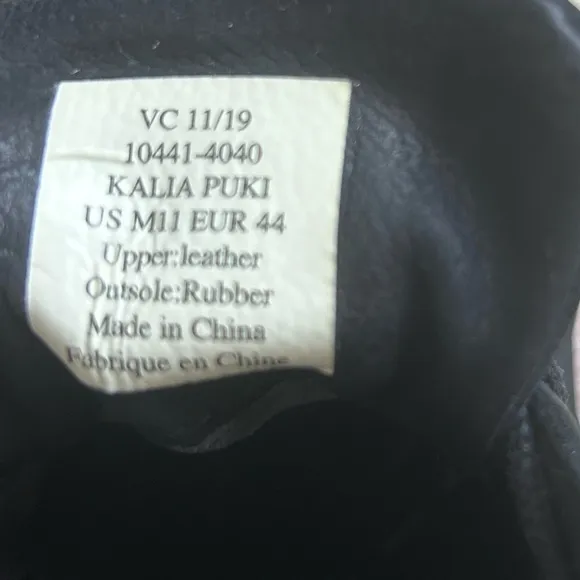 VC 11/19
10441-4040
KALIA PUKI
US M11 EUR 44
Upper:leather
Outsole:Rubber
Made in China
Fabrique en Chine